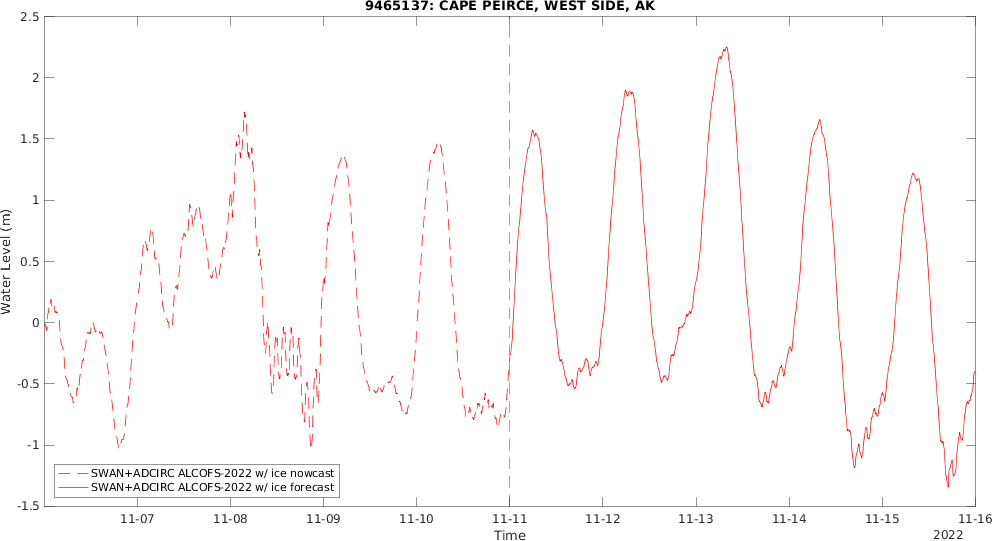 9465137: CAPE PEIRCE, WEST SIDE, AK
2.5
2
1.5
1
0.5
0
-0.5
-1
-1.5
Water Level (m)
SWAN+ADCIRC ALCOFS-2022 w/ ice nowcast
SWAN+ADCIRC ALCOFS-2022 w/ ice forecast
11-07 11-08 11-09 11-10 11-11 11-12 11-13 11-14 11-15 11-16
Time
2022